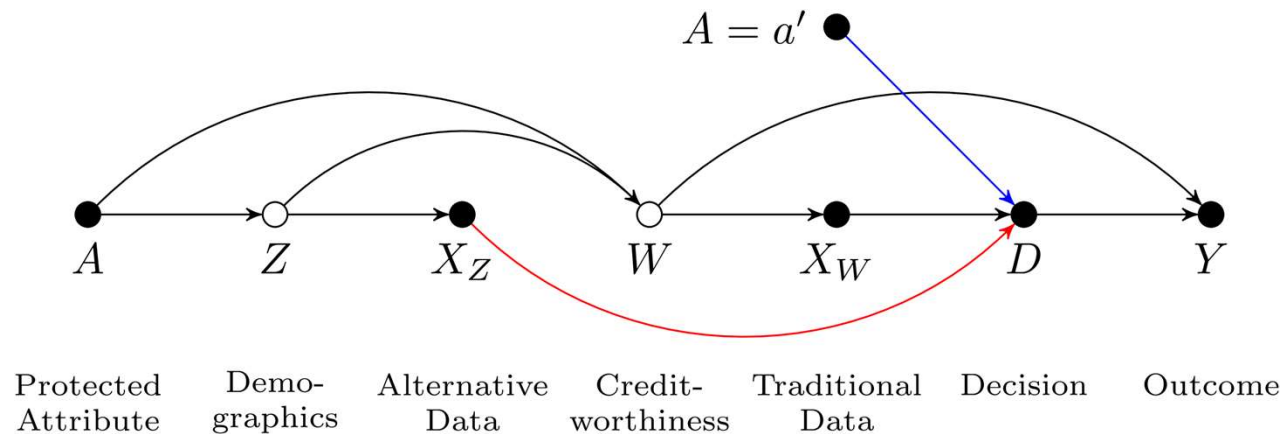 A = a′
A Z X_Z W X_W D Y
Protected Demo- Alternative Credit- Traditional Decision Outcome
Attribute graphics Data worthiness Data